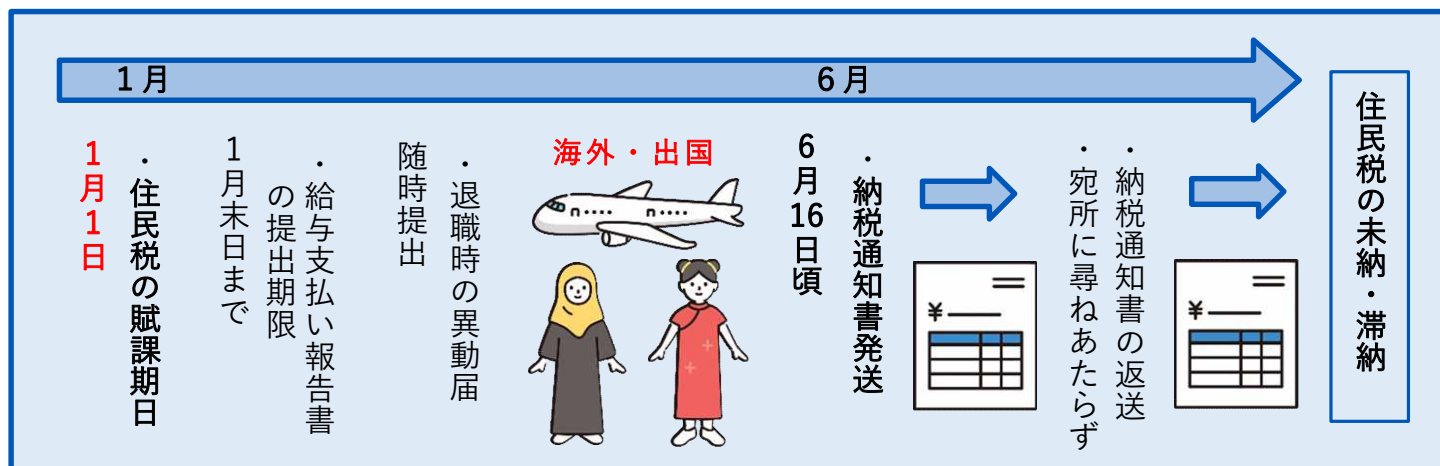 1月
6月
1月1日
・住民税の賦課期日
1月末日まで
・給与支払い報告書
の提出期限
随時提出
・退職時の異動届
海外・出国
6月16日頃
・納税通知書発送
¥
・納税通知書の返送
・宛所に尋ねあたらず
¥
住民税の未納・滞納